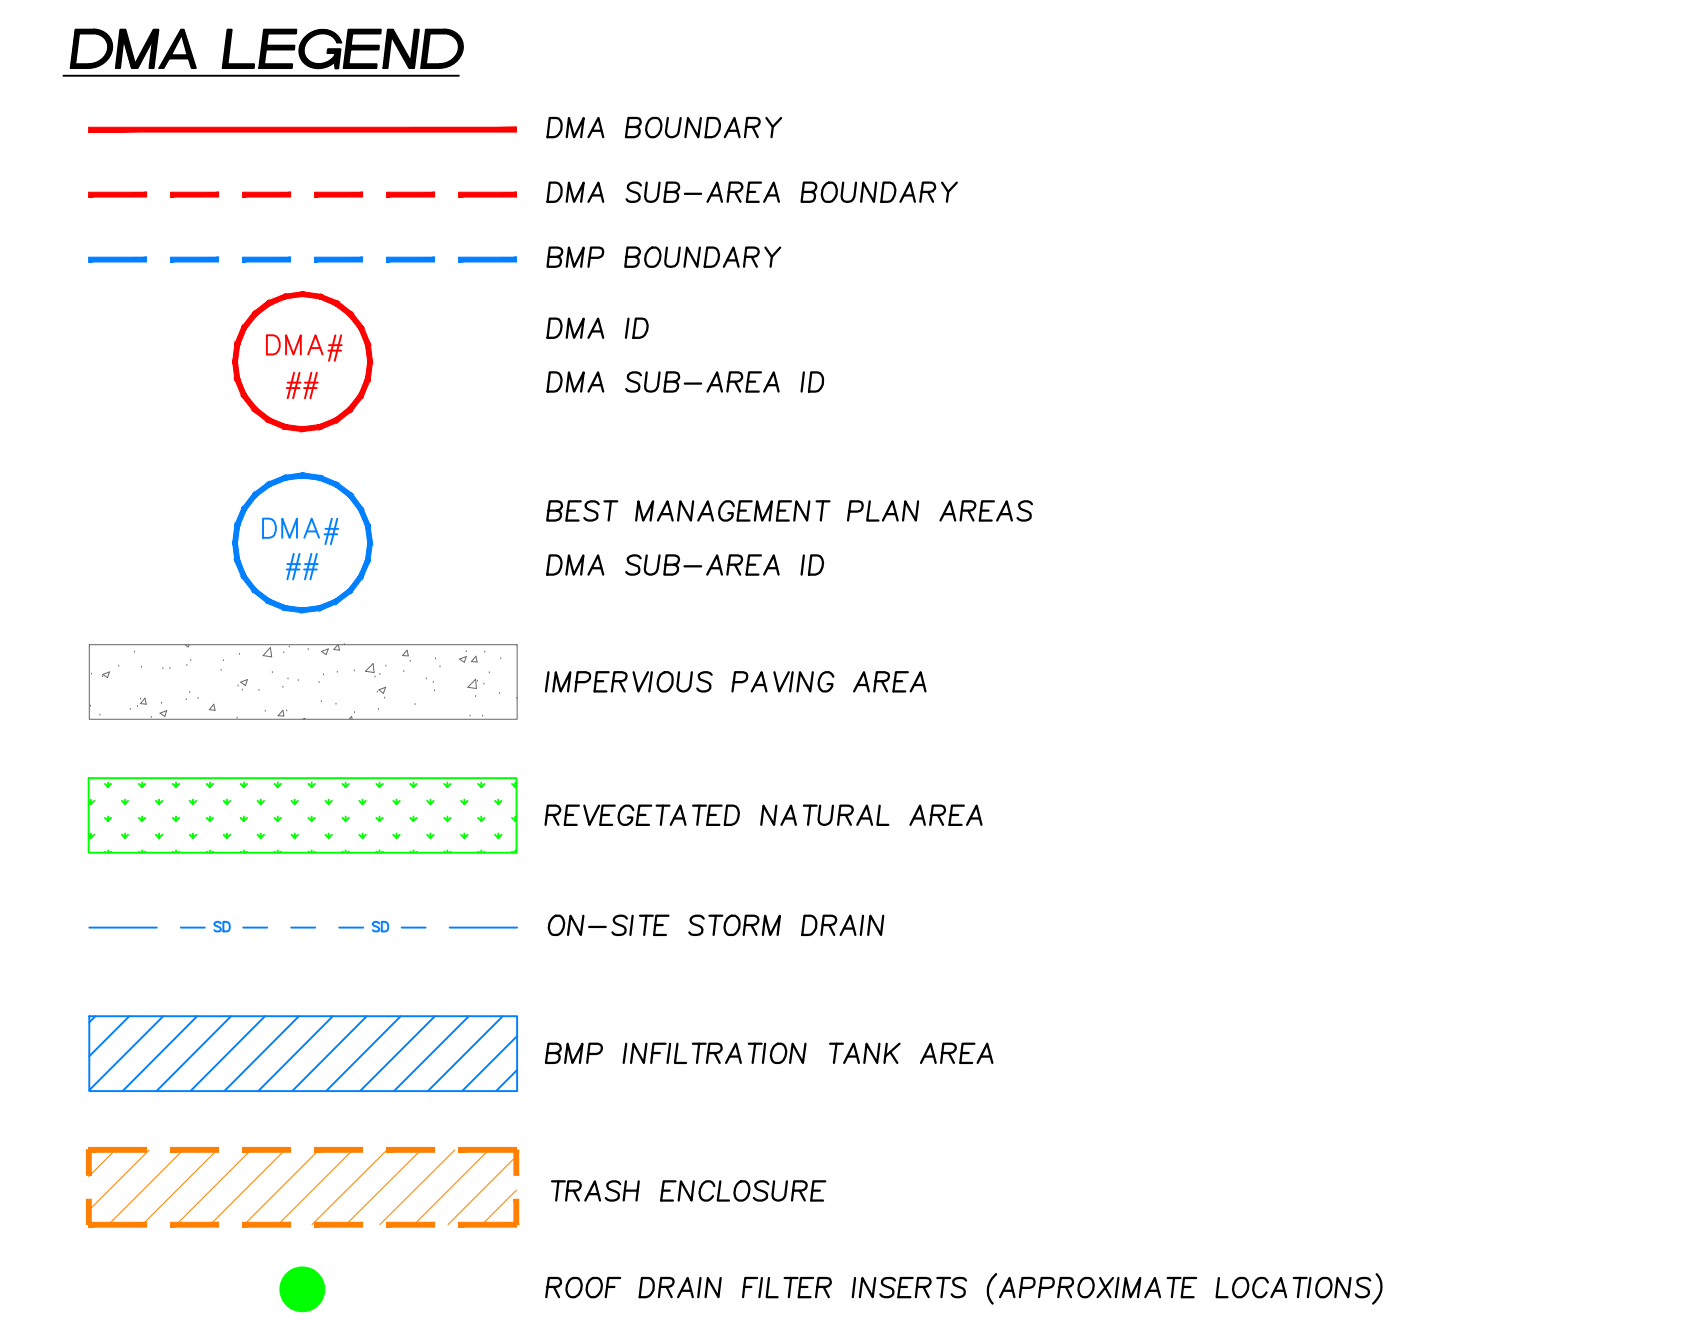 DMA LEGEND
DMA BOUNDARY
DMA SUB-AREA BOUNDARY
BMP BOUNDARY
DMA#
##
DMA ID
DMA SUB-AREA ID
DMA#
##
BEST MANAGEMENT PLAN AREAS
DMA SUB-AREA ID
IMPERVIOUS PAVING AREA
REVEGETATED NATURAL AREA
SD SD ON-SITE STORM DRAIN
BMP INFILTRATION TANK AREA
TRASH ENCLOSURE
ROOF DRAIN FILTER INSERTS (APPROXIMATE LOCATIONS)